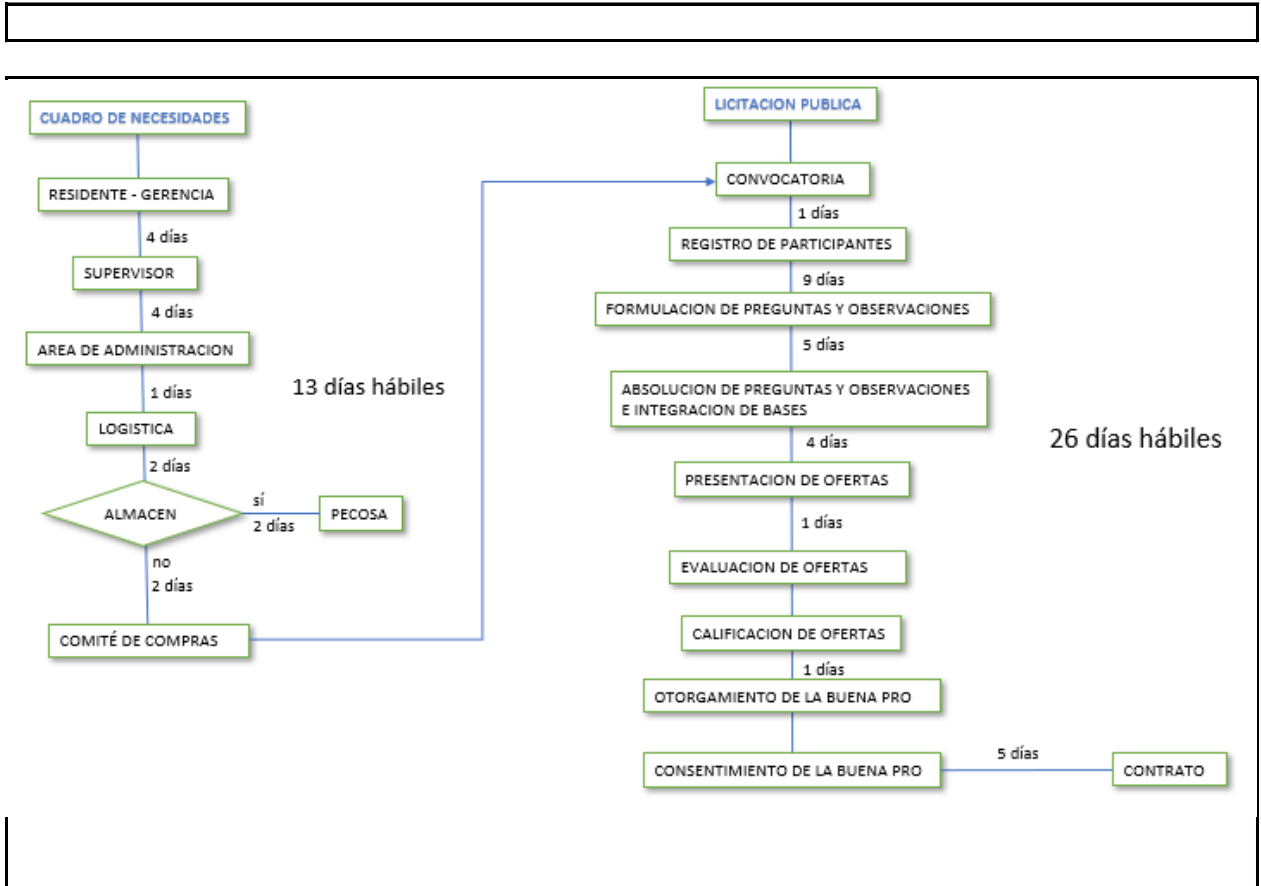 CUADRO DE NECESIDADES
RESIDENTE - GERENCIA
4 días
SUPERVISOR
4 días
AREA DE ADMINISTRACION
1 días
LOGISTICA
2 días
ALMACEN
sí
2 días
PECOSA
no
2 días
COMITÉ DE COMPRAS
13 días hábiles
LICITACION PUBLICA
CONVOCATORIA
1 días
REGISTRO DE PARTICIPANTES
9 días
FORMULACION DE PREGUNTAS Y OBSERVACIONES
5 días
ABSOLUCION DE PREGUNTAS Y OBSERVACIONES
E INTEGRACION DE BASES
4 días
PRESENTACION DE OFERTAS
1 días
EVALUACION DE OFERTAS
CALIFICACION DE OFERTAS
1 días
OTORGAMIENTO DE LA BUENA PRO
CONSENTIMIENTO DE LA BUENA PRO
5 días
CONTRATO
26 días hábiles